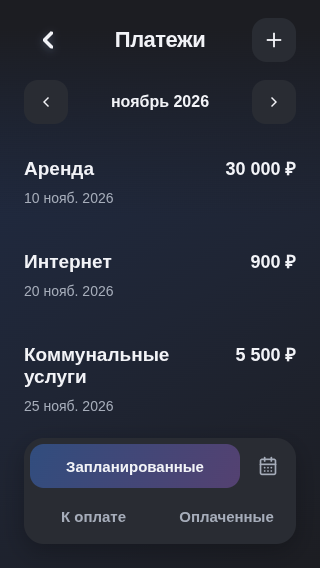 Платежи
ноябрь 2026
Аренда 30 000 ₽
10 нояб. 2026
Интернет 900 ₽
20 нояб. 2026
Коммунальные 5 500 ₽
услуги
25 нояб. 2026
Запланированные
К оплате Оплаченные